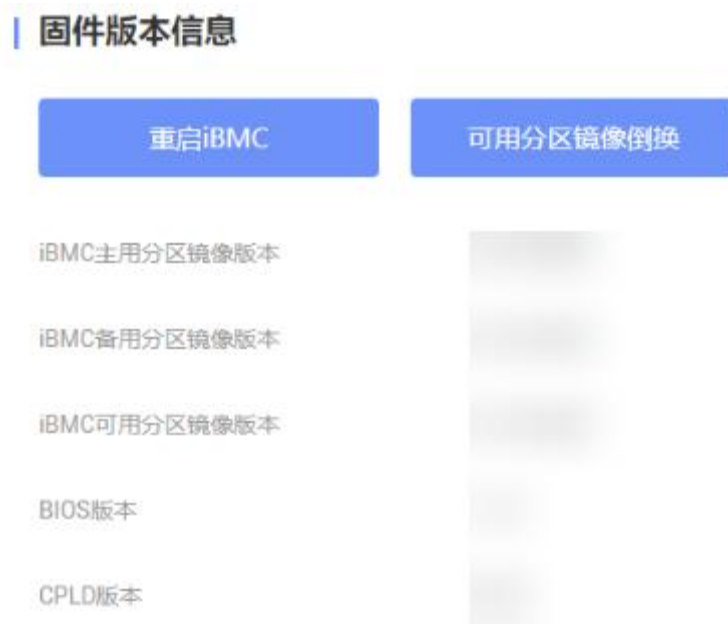 固件版本信息
重启iBMC
可用分区镜像倒换
iBMC主用分区镜像版本
iBMC备用分区镜像版本
iBMC可用分区镜像版本
BIOS版本
CPLD版本